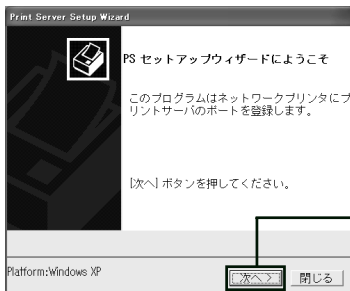 Print Server Setup Wizard
PS セットアップウィザードにようこそ
このプログラムはネットワークプリンタにプ
リントサーバのポートを登録します。
[次へ] ボタンを押してください。
Platform:Windows XP
次へ > 閉じる